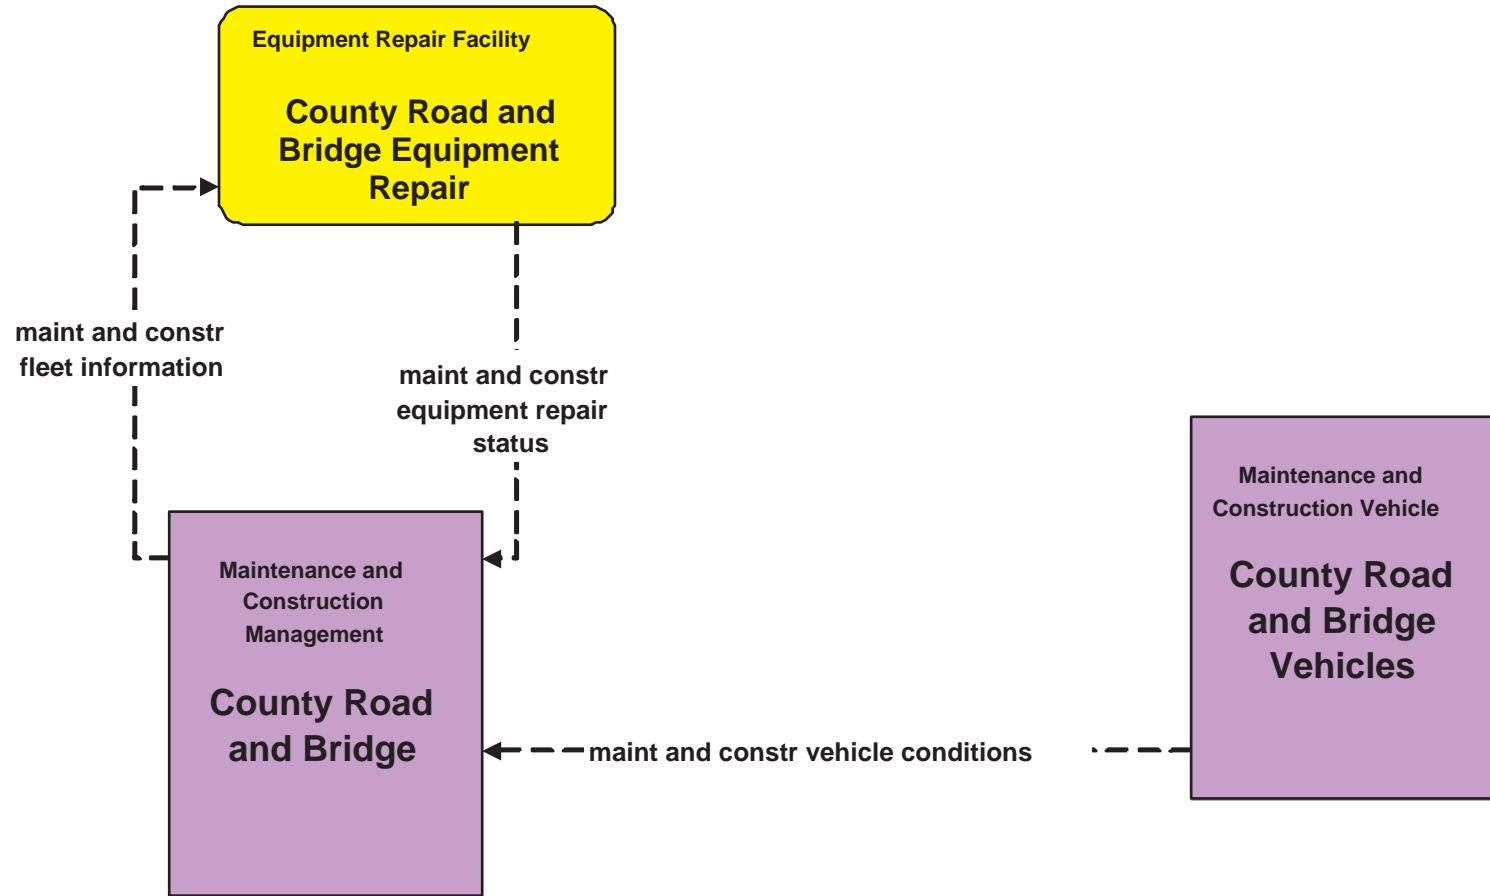 Equipment Repair Facility
County Road and
Bridge Equipment
Repair
maint and constr
fleet information
maint and constr
equipment repair
status
Maintenance and
Construction Vehicle
County Road
and Bridge
Vehicles
Maintenance and
Construction
Management
County Road
and Bridge
maint and constr vehicle conditions